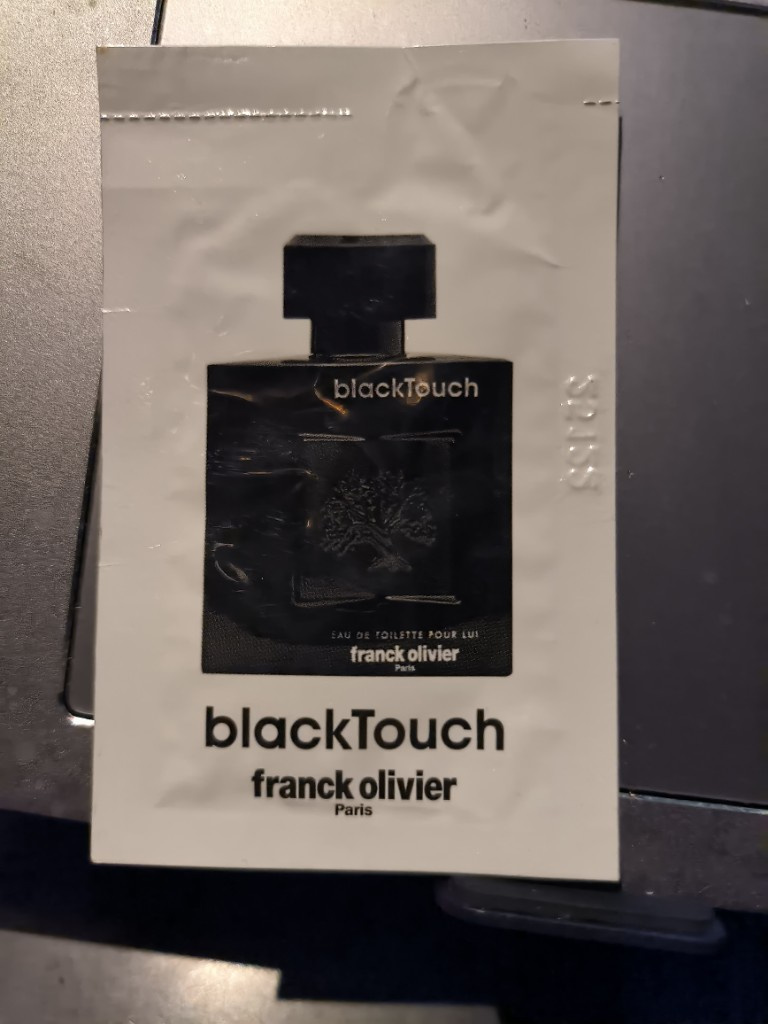 blackTouch
EAU DE TOILETTE POUR LUI
franck olivier
Paris
blackTouch
franck olivier
Paris